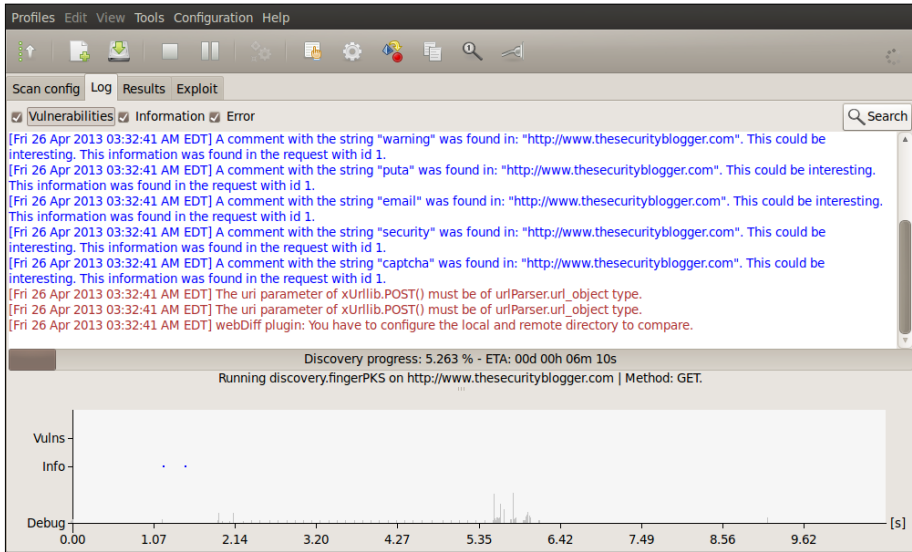 Profiles Edit View Tools Configuration Help
Scan config Log Results Exploit
Vulnerabilities Information Error Search
[Fri 26 Apr 2013 03:32:41 AM EDT] A comment with the string "warning" was found in: "http://www.thesecurityblogger.com". This could be
interesting. This information was found in the request with id 1.
[Fri 26 Apr 2013 03:32:41 AM EDT] A comment with the string "puta" was found in: "http://www.thesecurityblogger.com". This could be interesting.
This information was found in the request with id 1.
[Fri 26 Apr 2013 03:32:41 AM EDT] A comment with the string "email" was found in: "http://www.thesecurityblogger.com". This could be interesting.
This information was found in the request with id 1.
[Fri 26 Apr 2013 03:32:41 AM EDT] A comment with the string "security" was found in: "http://www.thesecurityblogger.com". This could be
interesting. This information was found in the request with id 1.
[Fri 26 Apr 2013 03:32:41 AM EDT] A comment with the string "captcha" was found in: "http://www.thesecurityblogger.com". This could be
interesting. This information was found in the request with id 1.
[Fri 26 Apr 2013 03:32:41 AM EDT] The uri parameter of xUrllib.POST() must be of urlParser.url_object type.
[Fri 26 Apr 2013 03:32:41 AM EDT] The uri parameter of xUrllib.POST() must be of urlParser.url_object type.
[Fri 26 Apr 2013 03:32:41 AM EDT] webDiff plugin: You have to configure the local and remote directory to compare.
Discovery progress: 5.263 % - ETA: 00d 00h 06m 10s
Running discovery.fingerPKS on http://www.thesecurityblogger.com | Method: GET.
Vulns
Info
Debug [s]
0.00 1.07 2.14 3.20 4.27 5.35 6.42 7.49 8.56 9.62